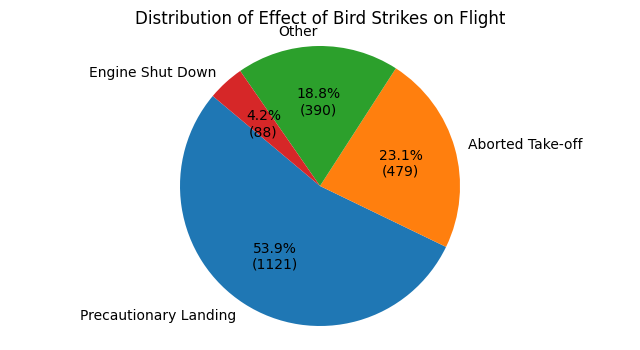 Distribution of Effect of Bird Strikes on Flight
Other
Engine Shut Down
18.8%
(390)
4.2%
(88)
Aborted Take-off
23.1%
(479)
53.9%
(1121)
Precautionary Landing